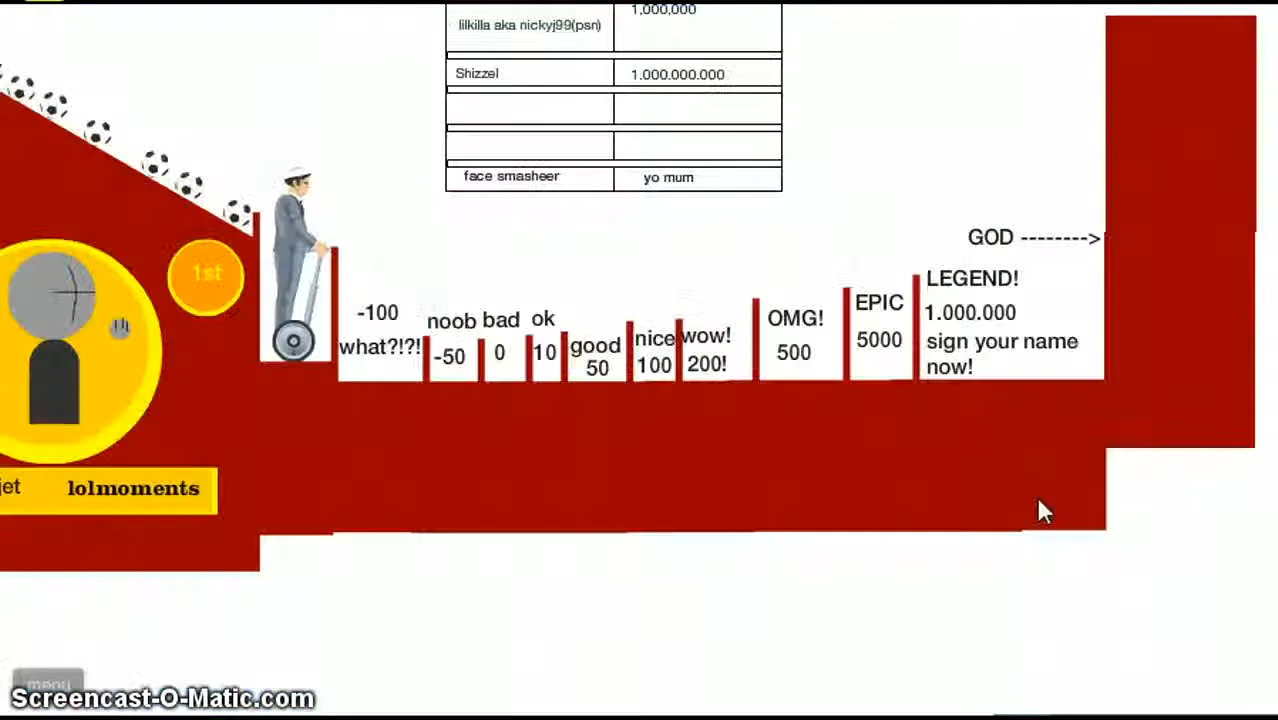 1,000,000
lilkilla aka nickyj99(psn)
Shizzel 1.000.000.000
face smasheer yo mum
1st
GOD -------->
-100
what?!?!
noob
-50
bad
0
ok
10
good
50
nice
100
wow!
200!
OMG!
500
EPIC
5000
LEGEND!
1.000.000
sign your name
now!
jet lolmoments
menu
Screencast-O-Matic.com